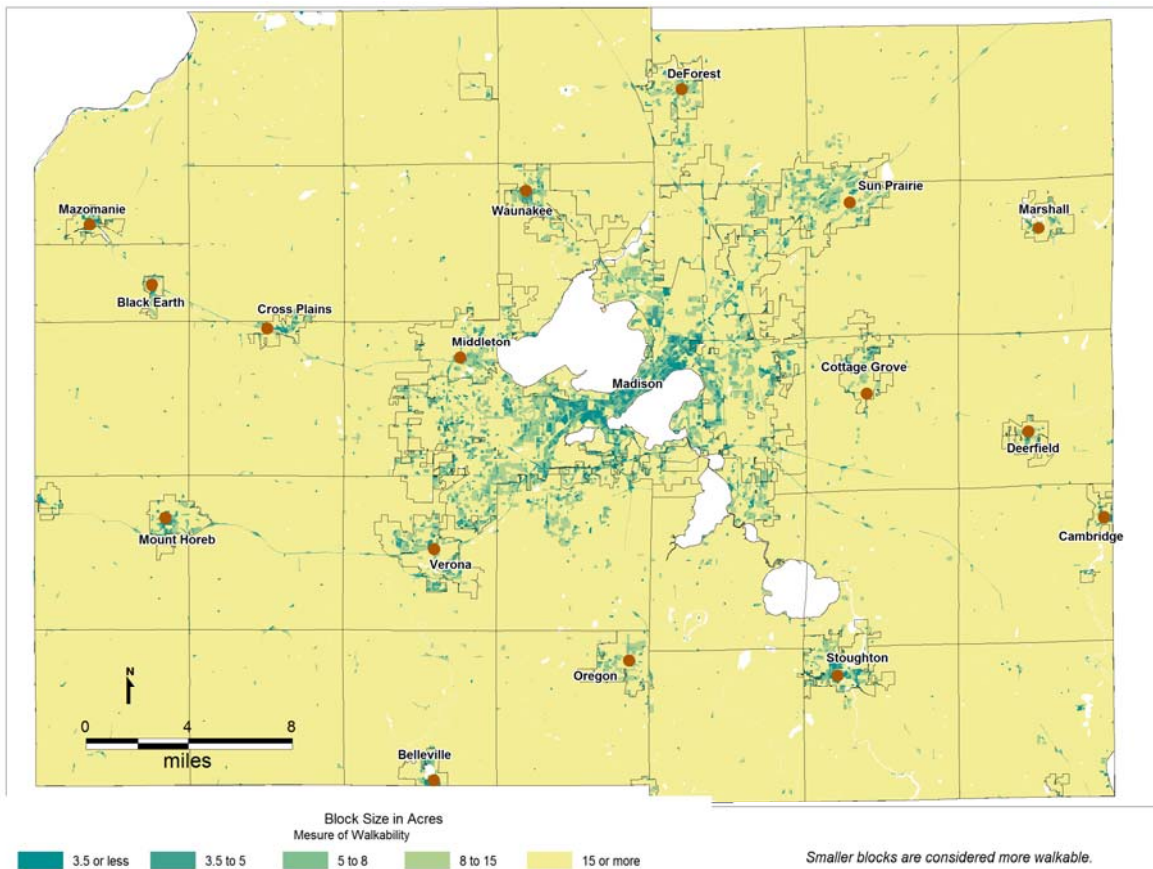 DeForest
Sun Prairie
Waunakee
Mazomanie
Marshall
Black Earth
Cross Plains
Middleton
Madison
Cottage Grove
Deerfield
Mount Horeb
Cambridge
Verona
Stoughton
Oregon
N
0 4 8
miles
Belleville
Block Size in Acres
Mesure of Walkability
3.5 or less 3.5 to 5 5 to 8 8 to 15 15 or more
Smaller blocks are considered more walkable.